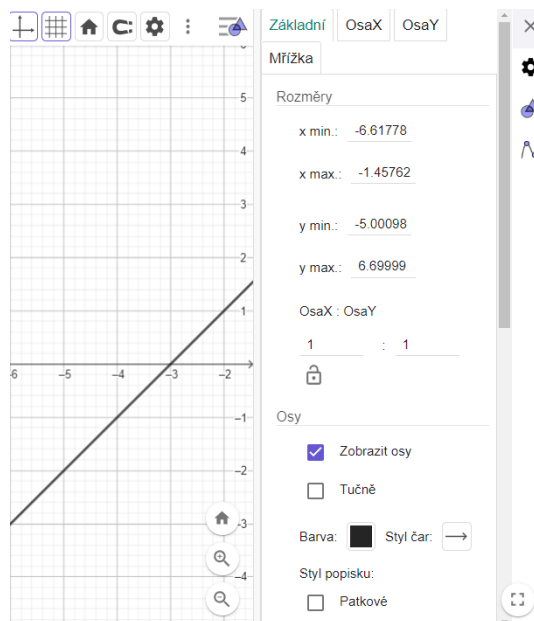 Základní OsaX OsaY
Mřížka
Rozměry
x min.: -6.61778
x max.: -1.45762
y min.: -5.00098
y max.: 6.69999
OsaX : OsaY
1 : 1
Osy
Zobrazit osy
Tučně
Barva: Styl čar:
Styl popisku:
Patkové
5
4
3
2
1
-6 -5 -4 -3 -2
-1
-2
-3
-4